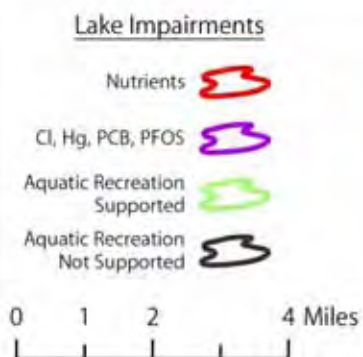 Lake Impairments
Nutrients
Cl, Hg, PCB, PFOS
Aquatic Recreation
Supported
Aquatic Recreation
Not Supported
0 1 2 4 Miles